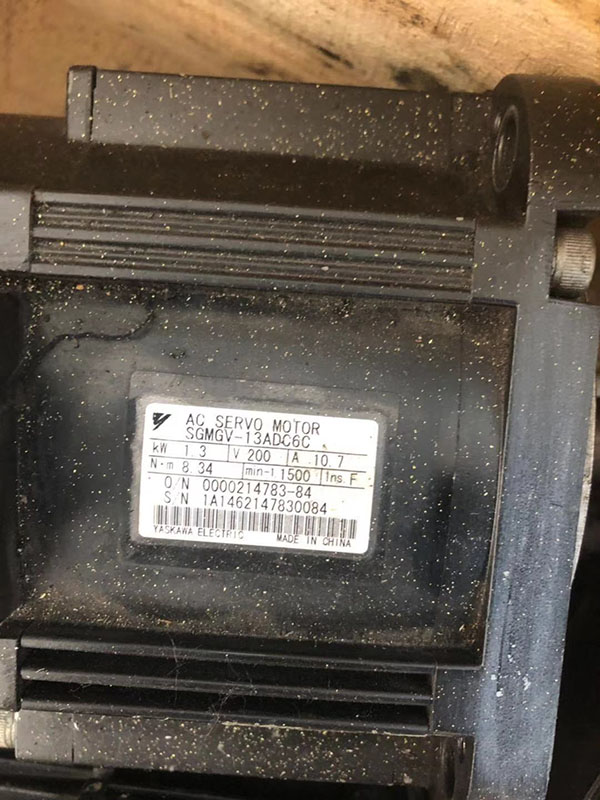 AC SERVO MOTOR
SGMGV-13ADC6C
kW 1.3 V 200 A 10.7
N·m 8.34 min-1 1500 Ins. F
O/N 0000214783-84
S/N 1A1462147830084
YASKAWA ELECTRIC MADE IN CHINA